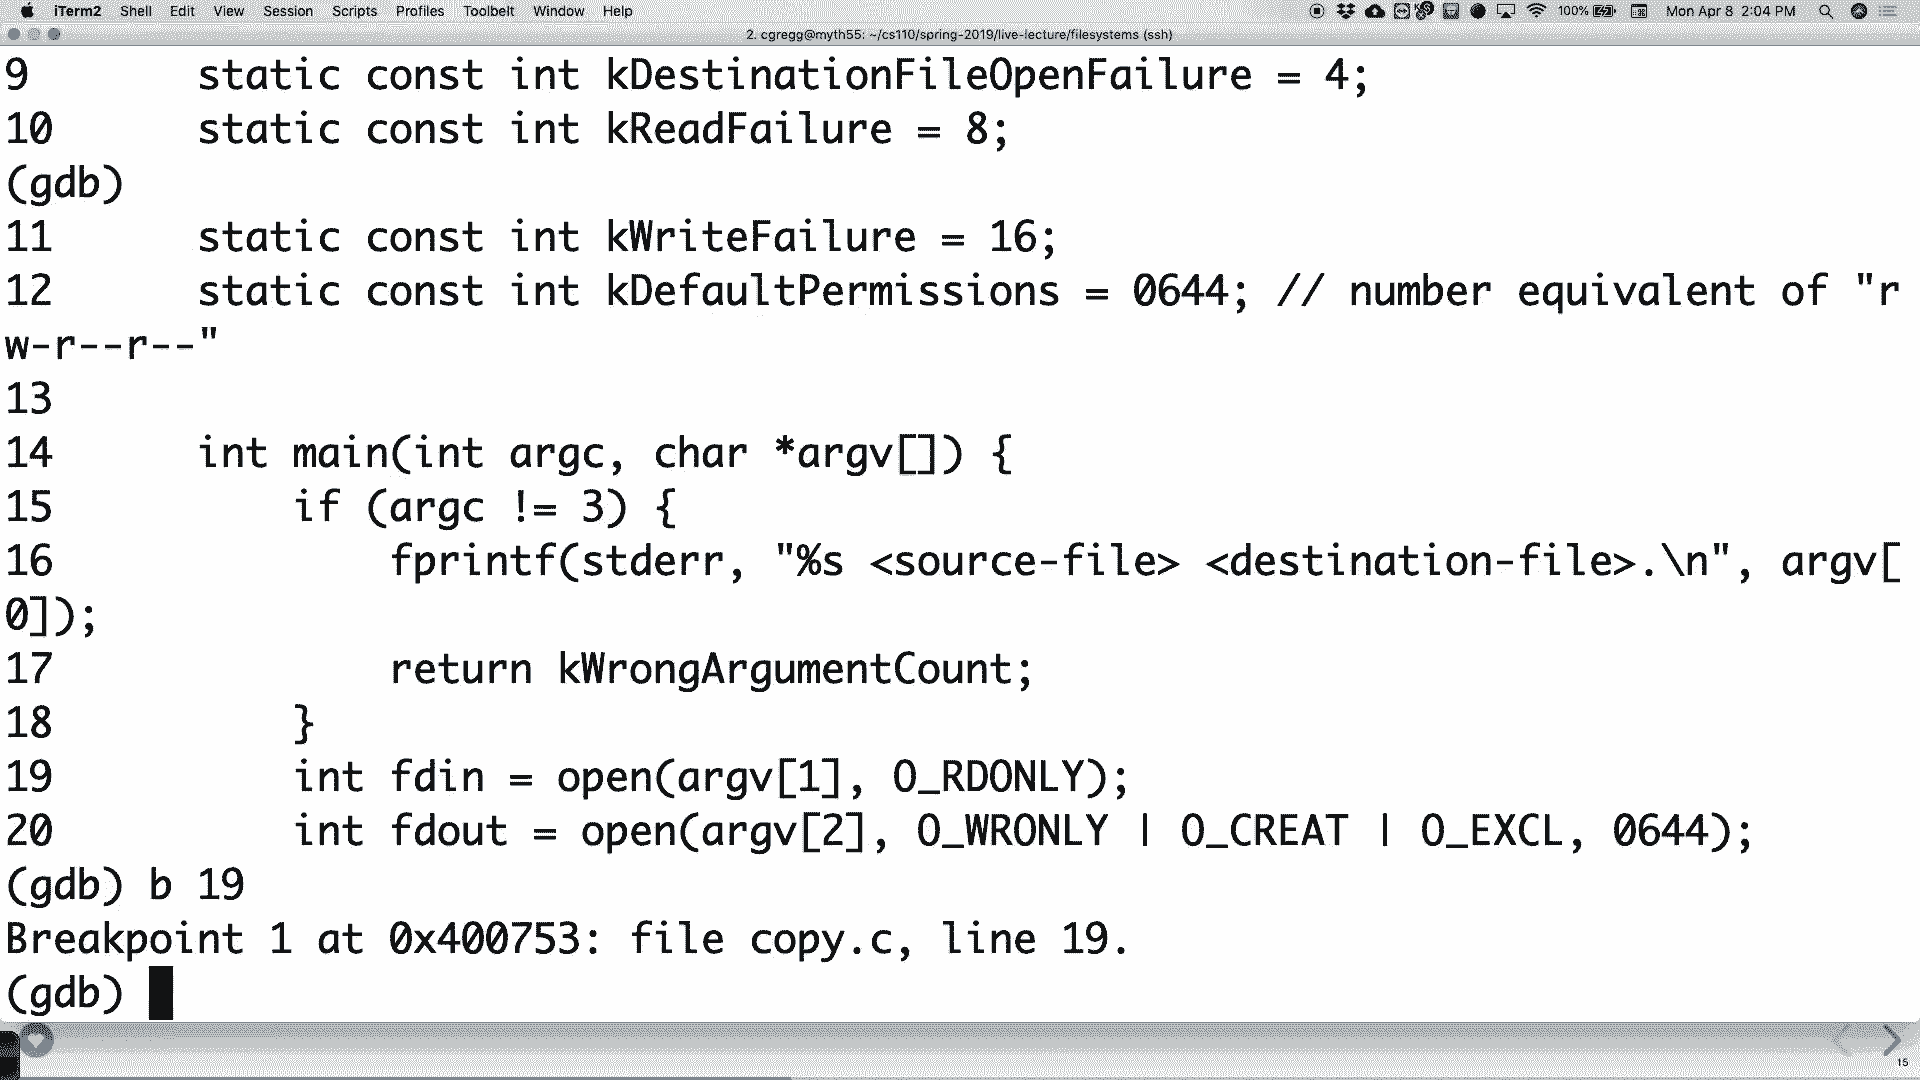 iTerm2 Shell Edit View Session Scripts Profiles Toolbelt Window Help 100% Mon Apr 8 2:04 PM
2. cgregg@myth55: ~/cs110/spring-2019/live-lecture/filesystems (ssh)
9 static const int kDestinationFileOpenFailure = 4;
10 static const int kReadFailure = 8;
(gdb)
11 static const int kWriteFailure = 16;
12 static const int kDefaultPermissions = 0644; // number equivalent of "r
w-r--r--"
13
14 int main(int argc, char *argv[]) {
15 if (argc != 3) {
16 fprintf(stderr, "%s <source-file> <destination-file>.\n", argv[
0]);
17 return kWrongArgumentCount;
18 }
19 int fdin = open(argv[1], O_RDONLY);
20 int fdout = open(argv[2], O_WRONLY | O_CREAT | O_EXCL, 0644);
(gdb) b 19
Breakpoint 1 at 0x400753: file copy.c, line 19.
(gdb)
15